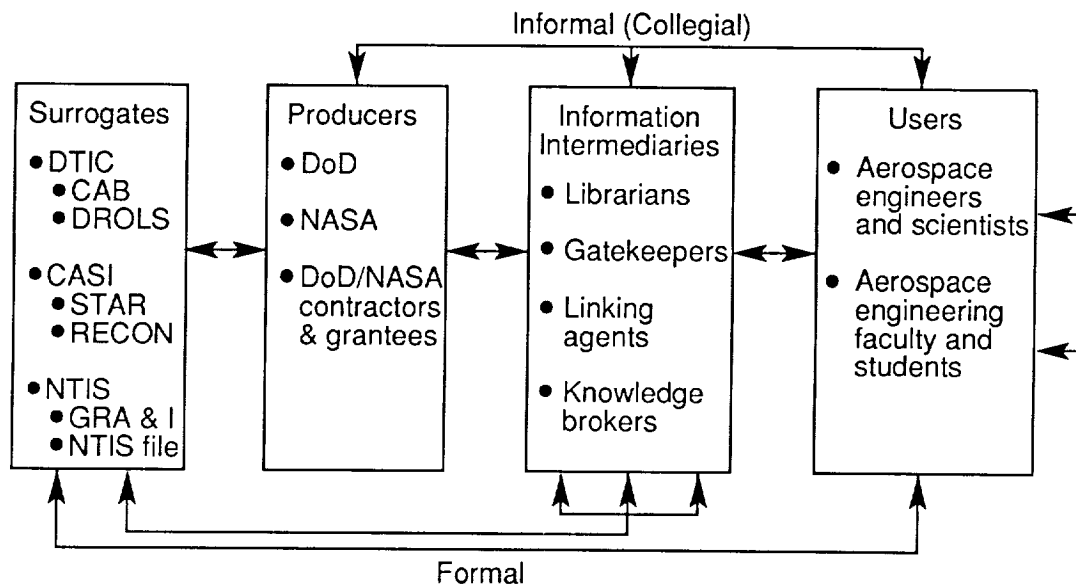 Informal (Collegial)
Surrogates
● DTIC
● CAB
● DROLS
● CASI
● STAR
● RECON
● NTIS
● GRA & I
● NTIS file
Producers
● DoD
● NASA
● DoD/NASA
contractors
& grantees
Information
Intermediaries
● Librarians
● Gatekeepers
● Linking
agents
● Knowledge
brokers
Users
● Aerospace
engineers
and scientists
● Aerospace
engineering
faculty and
students
Formal